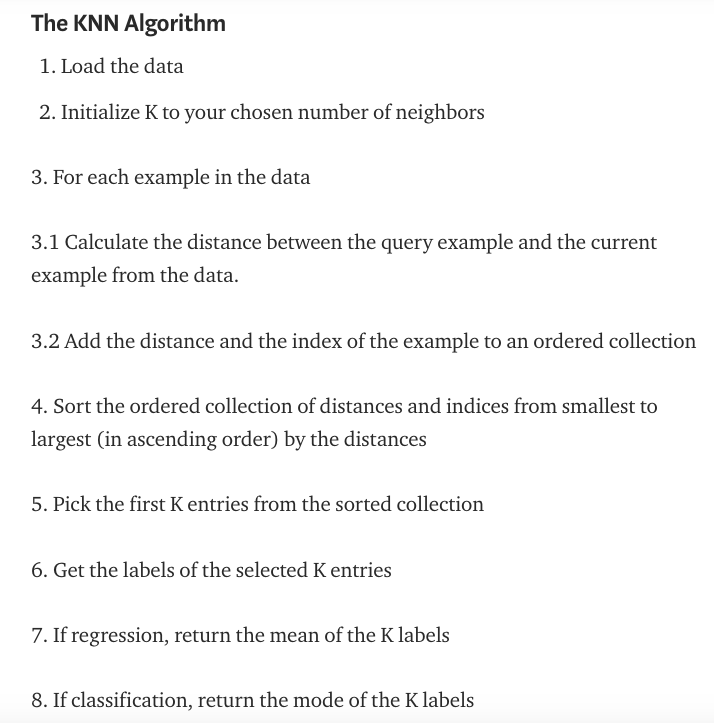 The KNN Algorithm
1. Load the data
2. Initialize K to your chosen number of neighbors
3. For each example in the data
3.1 Calculate the distance between the query example and the current
example from the data.
3.2 Add the distance and the index of the example to an ordered collection
4. Sort the ordered collection of distances and indices from smallest to
largest (in ascending order) by the distances
5. Pick the first K entries from the sorted collection
6. Get the labels of the selected K entries
7. If regression, return the mean of the K labels
8. If classification, return the mode of the K labels